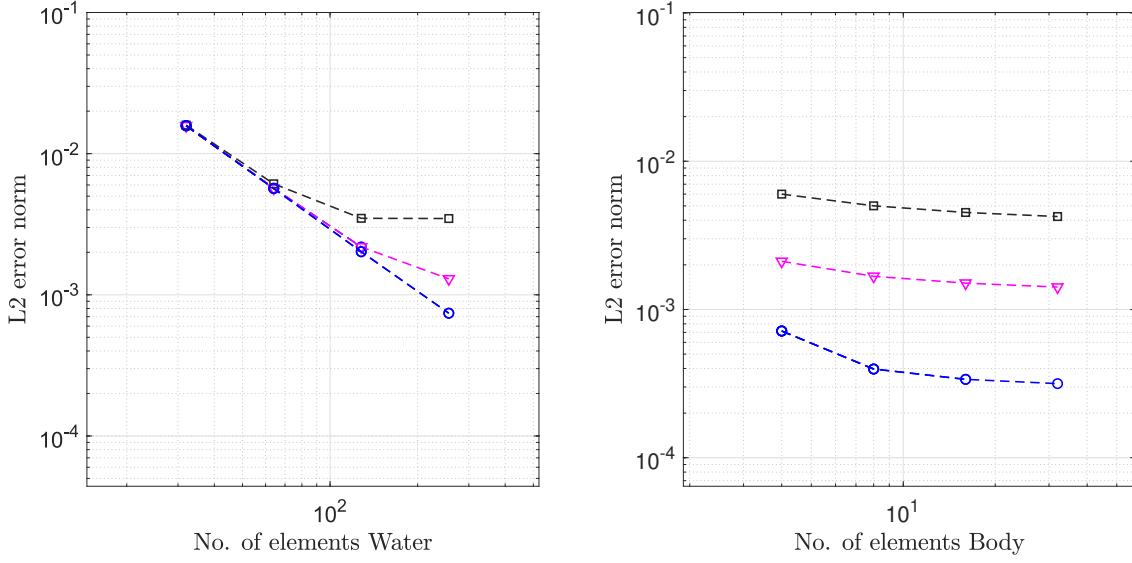 10^-1
10^-2
10^-3
10^-4
L2 error norm
10^2
No. of elements Water
10^-1
10^-2
10^-3
10^-4
L2 error norm
10^1
No. of elements Body